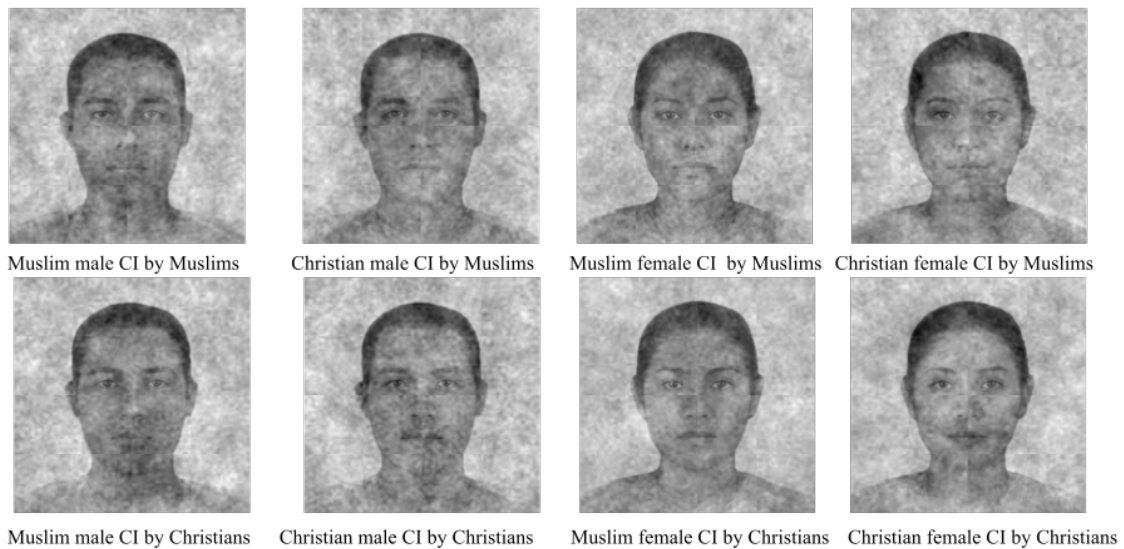 Muslim male CI by Muslims
Christian male CI by Muslims
Muslim female CI  by Muslims
Christian female CI by Muslims
Muslim male CI by Christians
Christian male CI by Christians
Muslim female CI by Christians
Christian female CI by Christians